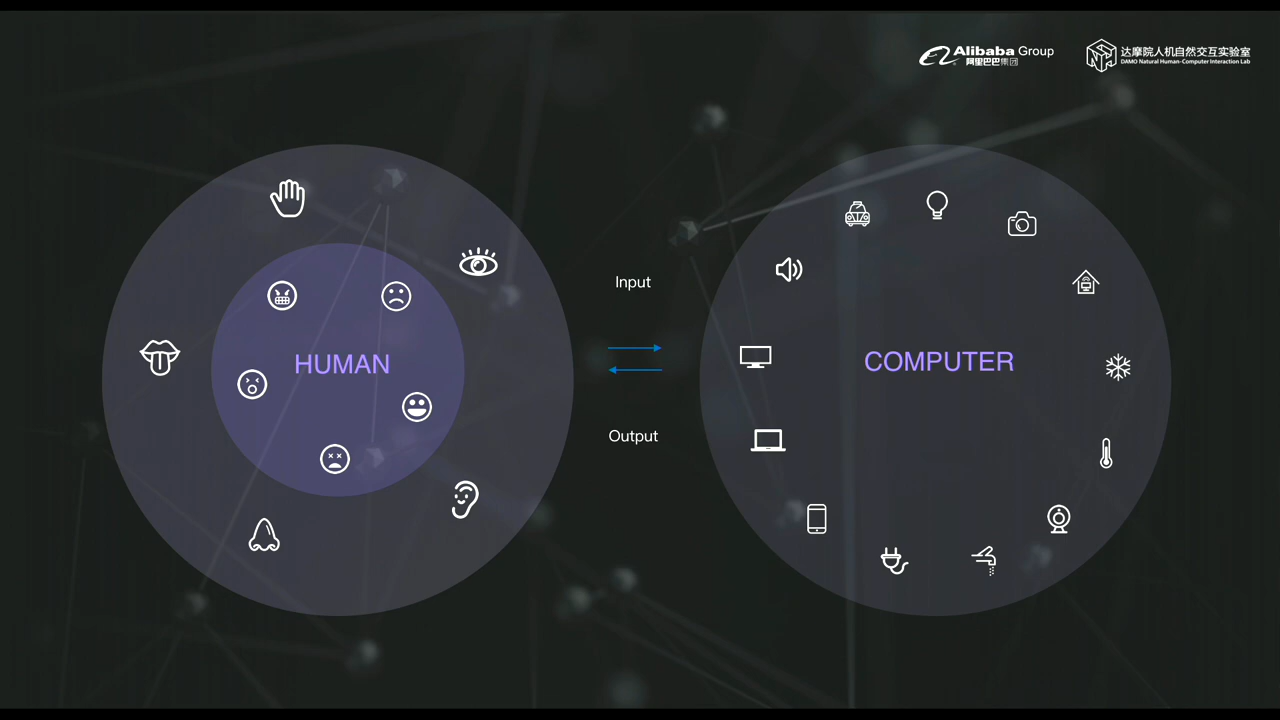 Alibaba Group
阿里巴巴集团
达摩院人机自然交互实验室
DAMO Natural Human-Computer Interaction Lab
Input
HUMAN
COMPUTER
Output